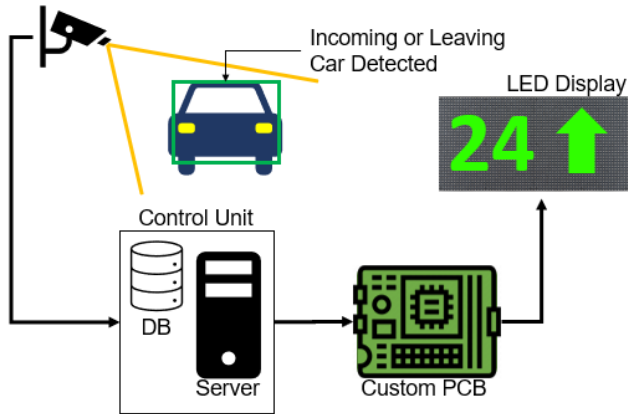 Incoming or Leaving
Car Detected
LED Display
24
Control Unit
DB
Server
Custom PCB